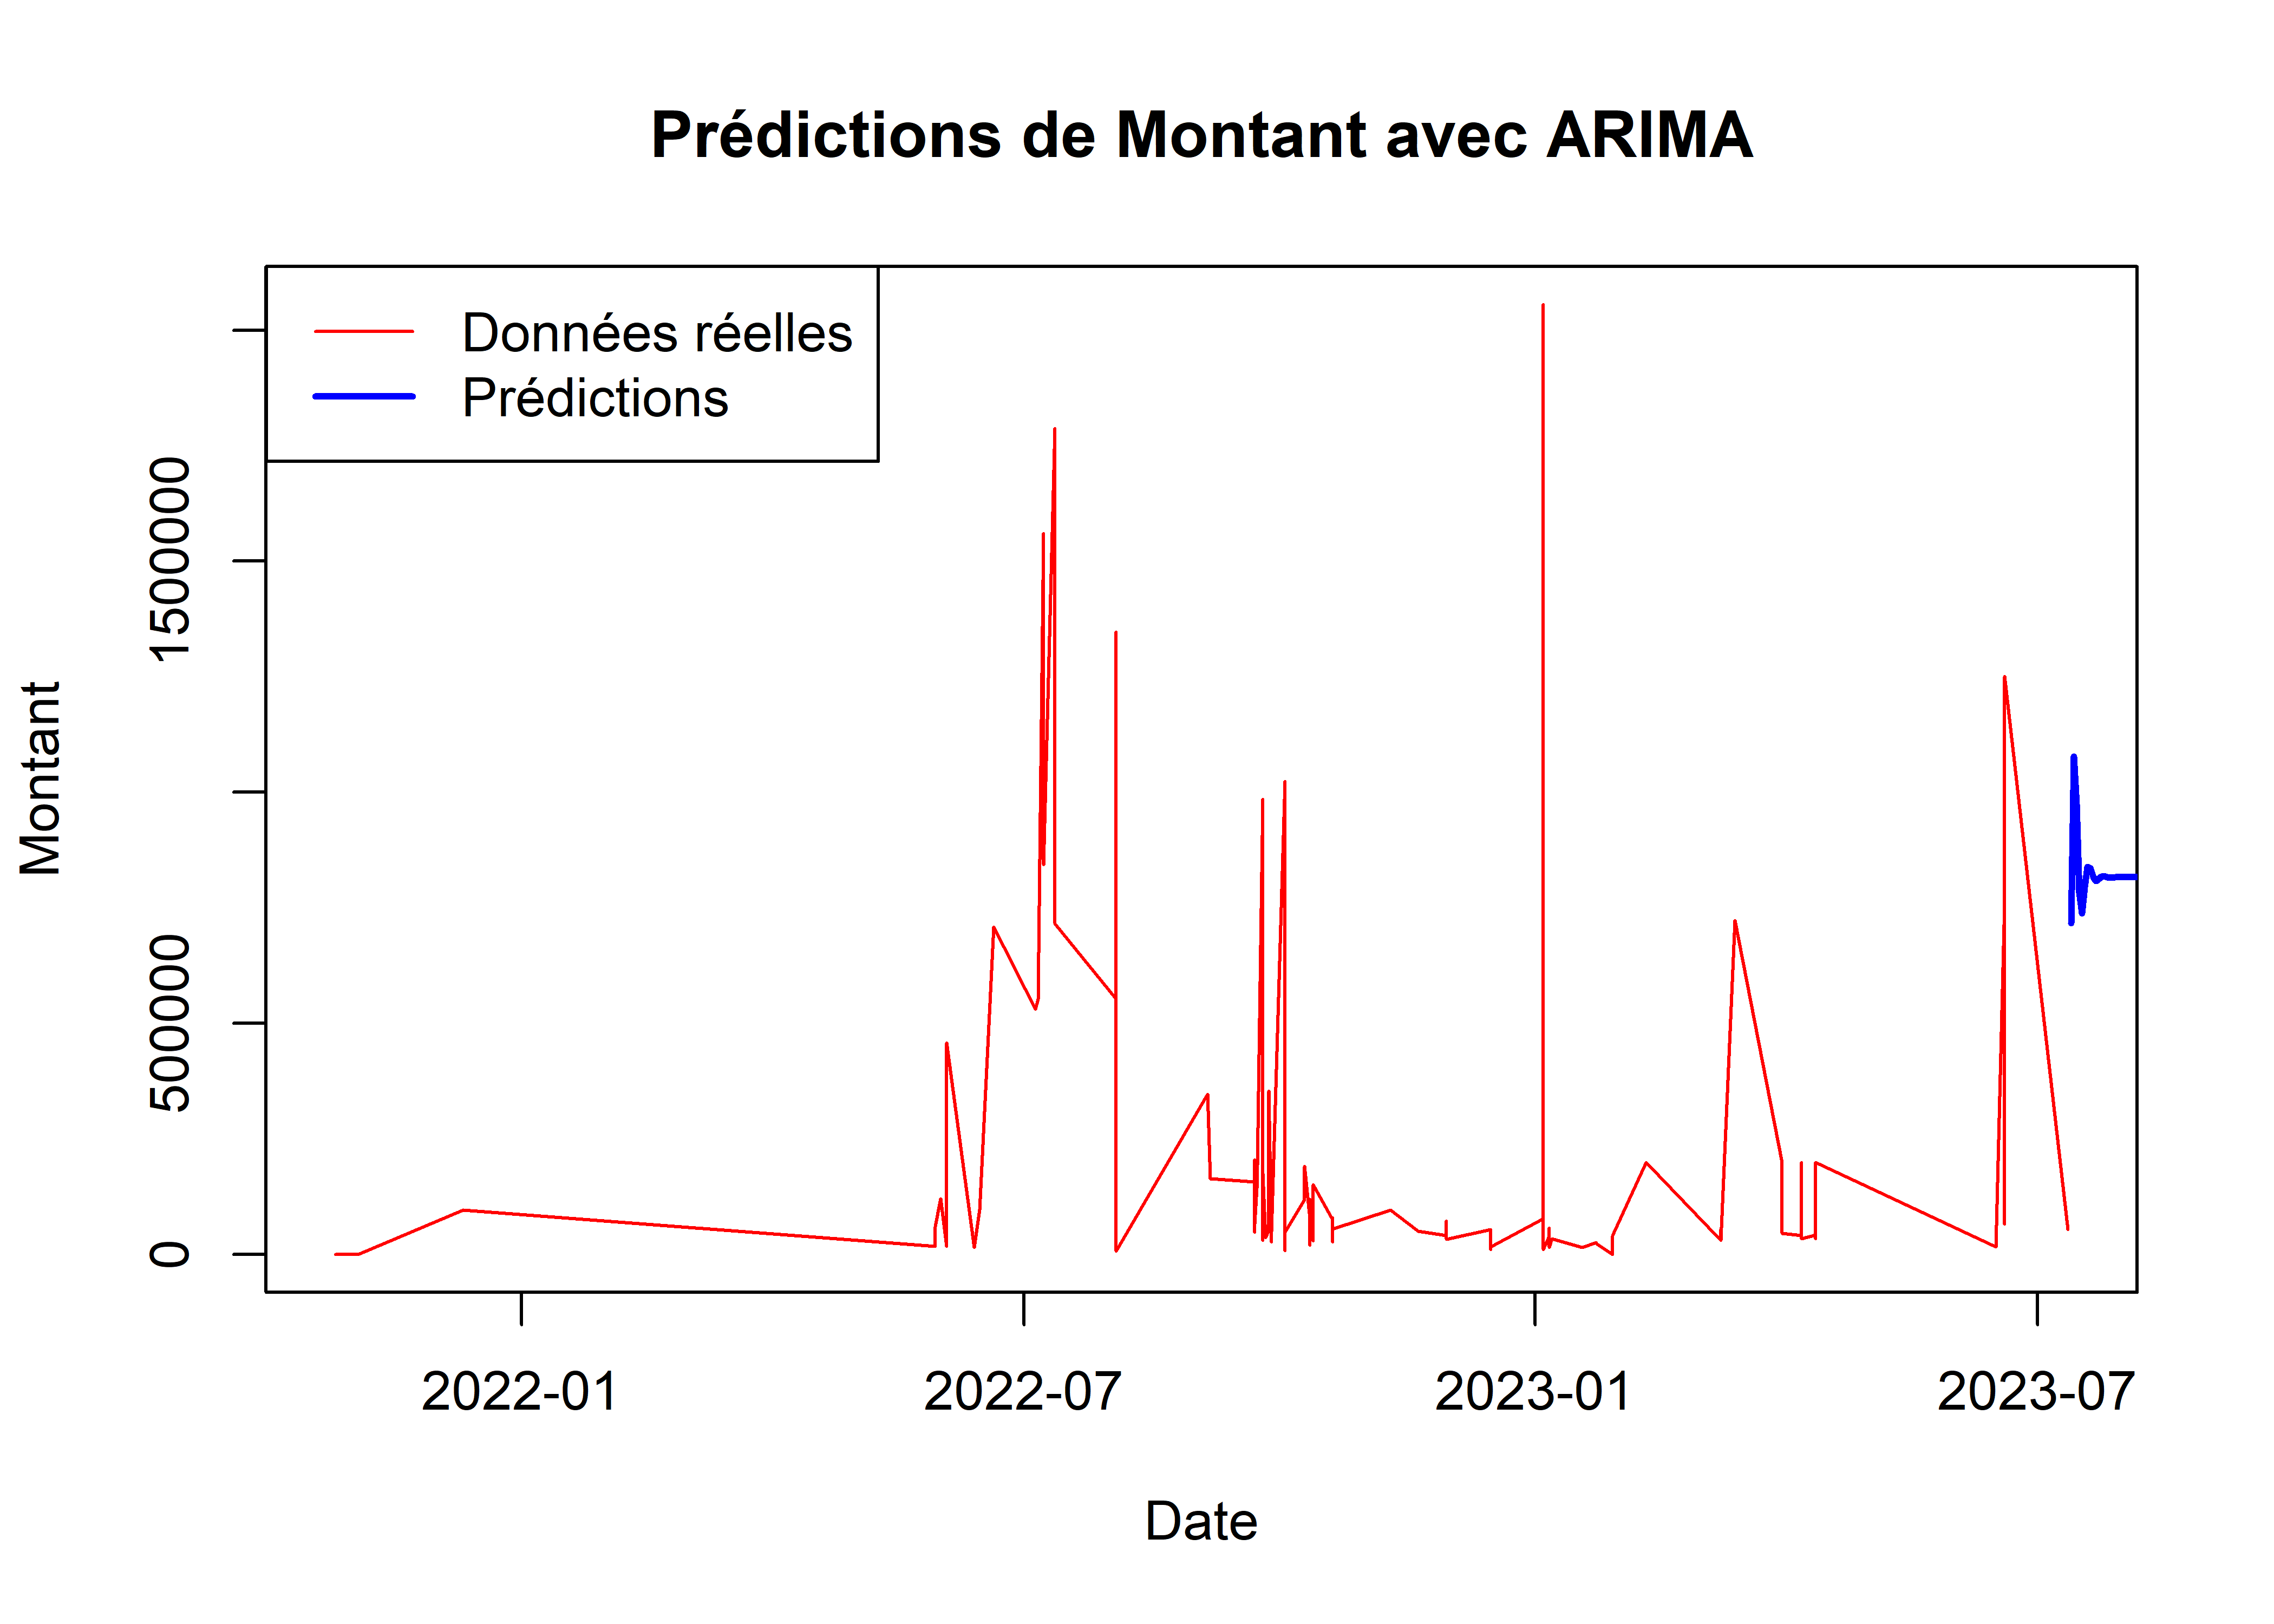 Prédictions de Montant avec ARIMA
Données réelles
Prédictions
1500000
500000
0
Montant
2022-01
2022-07
2023-01
2023-07
Date